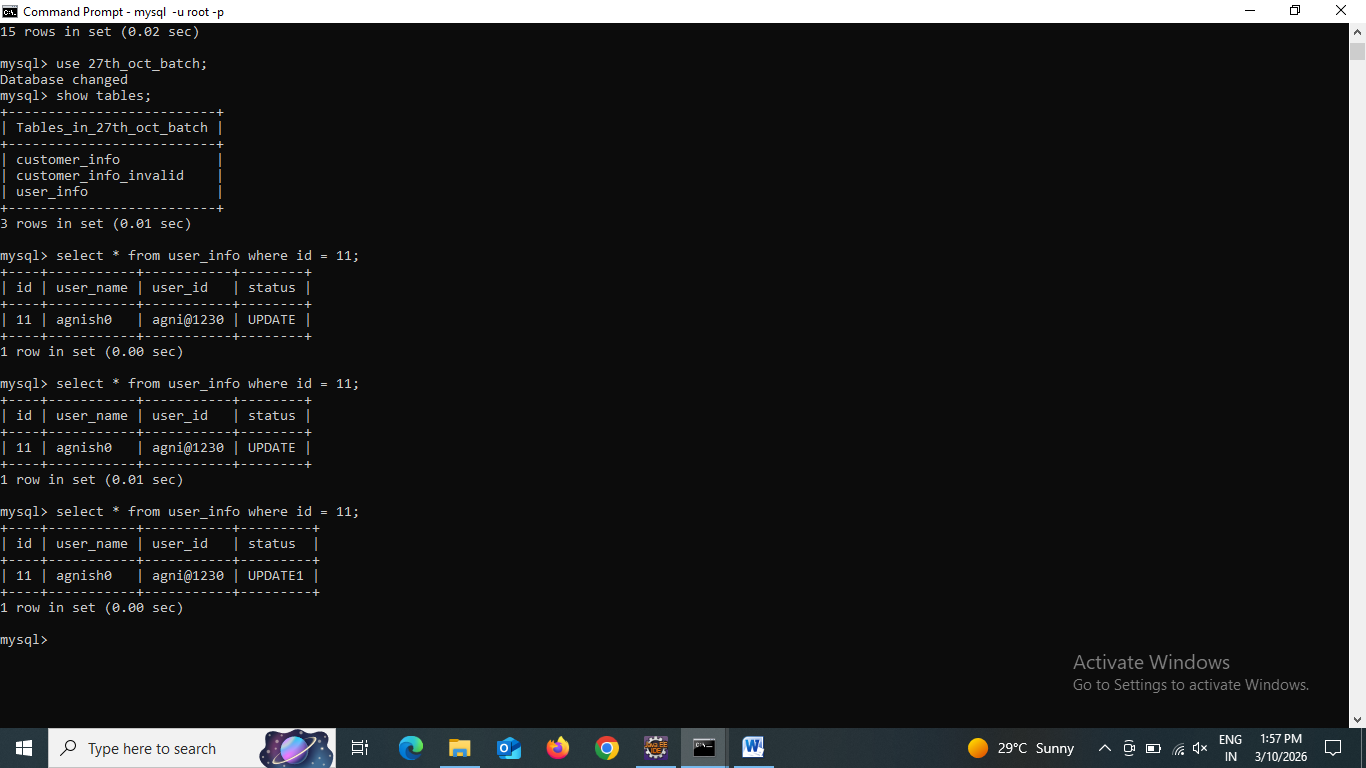 Command Prompt - mysql  -u root -p
15 rows in set (0.02 sec)
mysql> use 27th_oct_batch;
Database changed
mysql> show tables;
+--------------------------+
| Tables_in_27th_oct_batch |
+--------------------------+
| customer_info            |
| customer_info_invalid    |
| user_info                |
+--------------------------+
3 rows in set (0.01 sec)
mysql> select * from user_info where id = 11;
+----+-----------+-----------+--------+
| id | user_name | user_id   | status |
+----+-----------+-----------+--------+
| 11 | agnish0   | agni@1230 | UPDATE |
+----+-----------+-----------+--------+
1 row in set (0.00 sec)
mysql> select * from user_info where id = 11;
+----+-----------+-----------+--------+
| id | user_name | user_id   | status |
+----+-----------+-----------+--------+
| 11 | agnish0   | agni@1230 | UPDATE |
+----+-----------+-----------+--------+
1 row in set (0.01 sec)
mysql> select * from user_info where id = 11;
+----+-----------+-----------+---------+
| id | user_name | user_id   | status  |
+----+-----------+-----------+---------+
| 11 | agnish0   | agni@1230 | UPDATE1 |
+----+-----------+-----------+---------+
1 row in set (0.00 sec)
mysql>
Activate Windows
Go to Settings to activate Windows.
Type here to search
Java EE
IDE
29°C  Sunny
ENG
IN
1:57 PM
3/10/2026